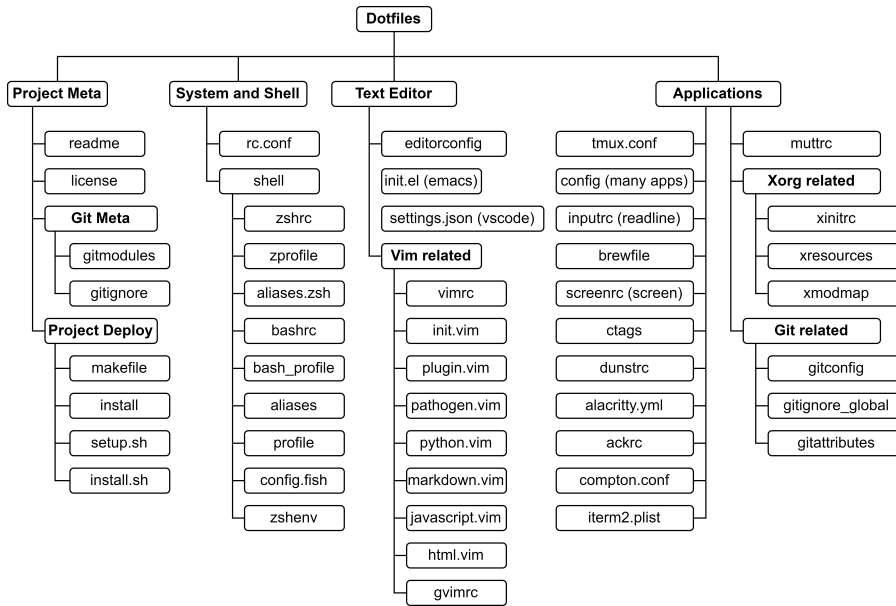 Dotfiles
Project Meta
readme
license
Git Meta
gitmodules
gitignore
Project Deploy
makefile
install
setup.sh
install.sh
System and Shell
rc.conf
shell
zshrc
zprofile
aliases.zsh
bashrc
bash_profile
aliases
profile
config.fish
zshenv
Text Editor
editorconfig
init.el (emacs)
settings.json (vscode)
Vim related
vimrc
init.vim
plugin.vim
pathogen.vim
python.vim
markdown.vim
javascript.vim
html.vim
gvimrc
Applications
tmux.conf
config (many apps)
inputrc (readline)
brewfile
screenrc (screen)
ctags
dunstrc
alacritty.yml
ackrc
compton.conf
iterm2.plist
muttrc
Xorg related
xinitrc
xresources
xmodmap
Git related
gitconfig
gitignore_global
gitattributes